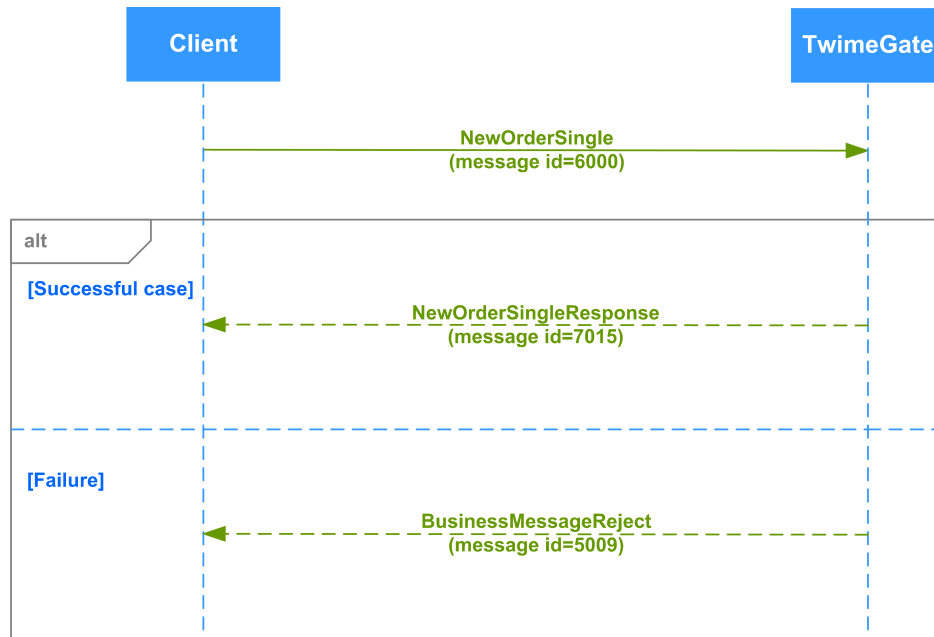 Client
TwimeGate
NewOrderSingle
(message id=6000)
alt
[Successful case]
NewOrderSingleResponse
(message id=7015)
[Failure]
BusinessMessageReject
(message id=5009)